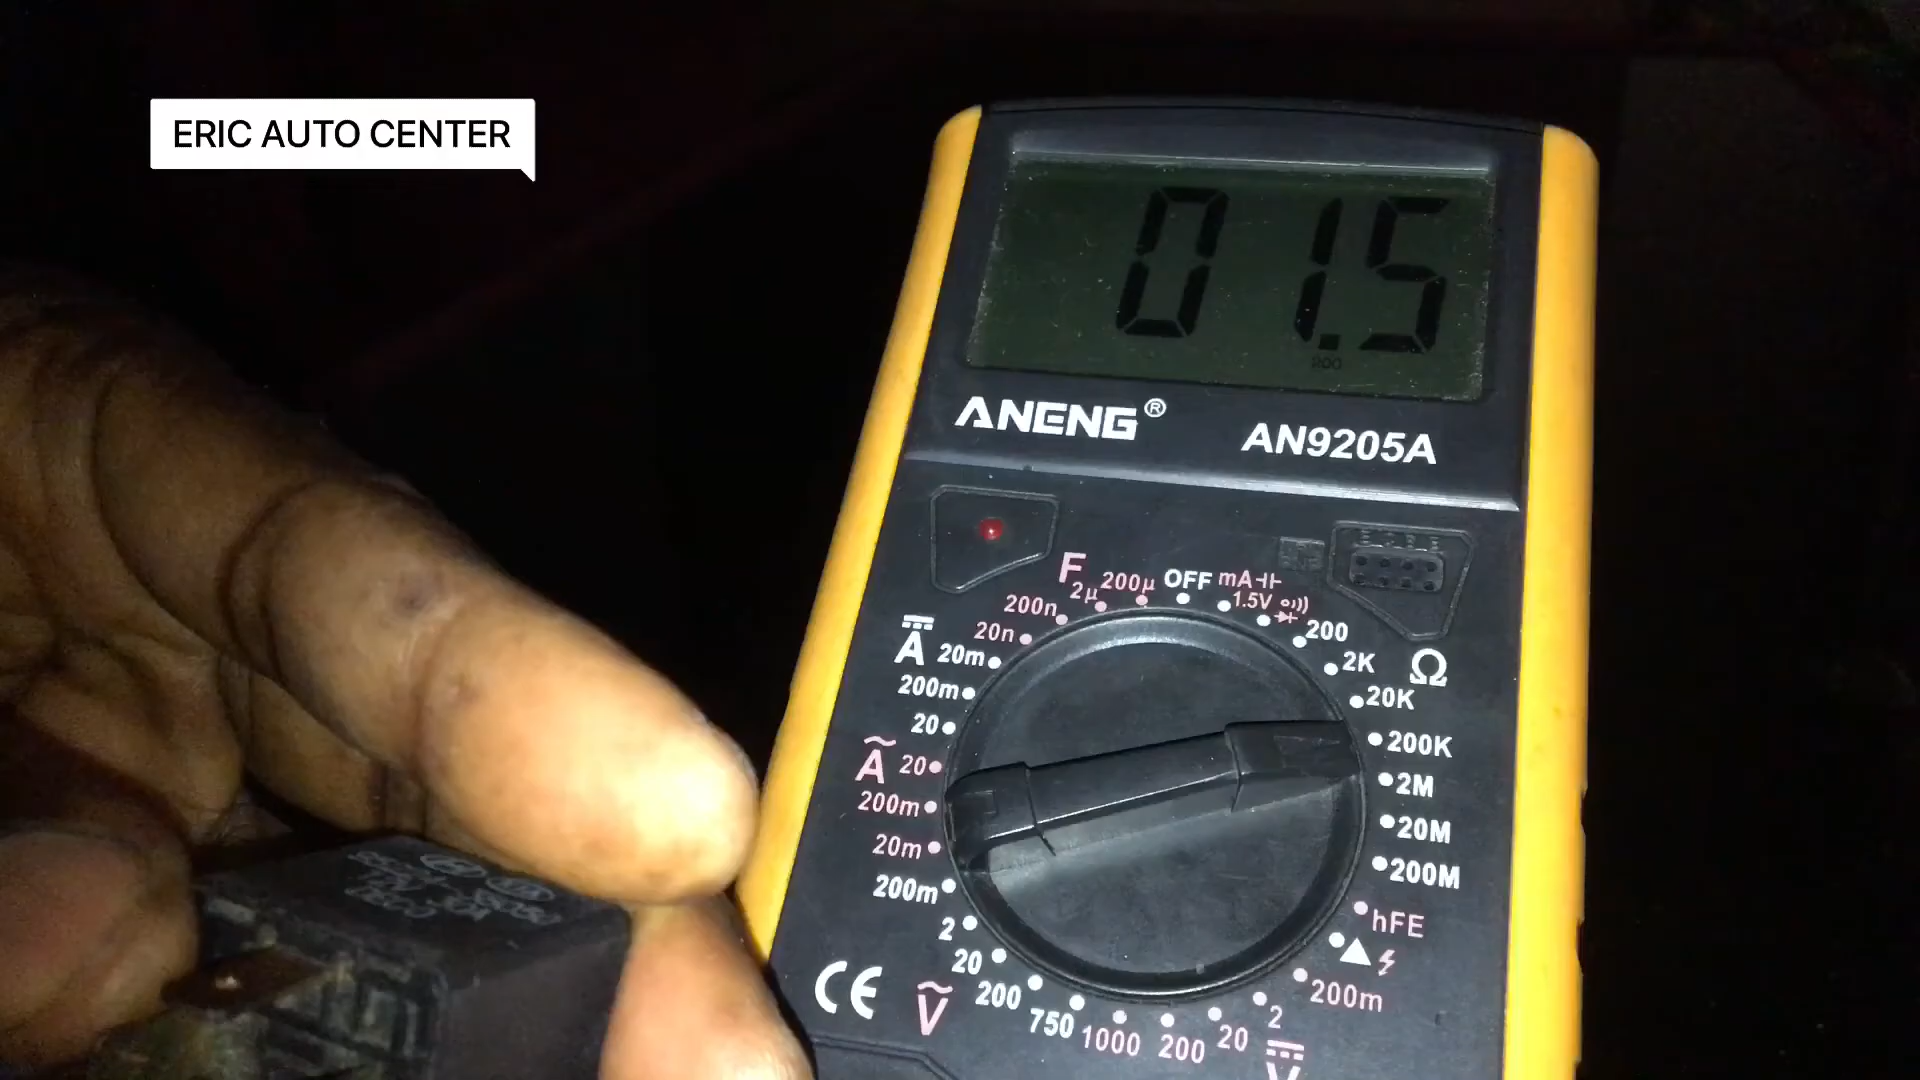 ERIC AUTO CENTER
01.5
200
ANENG®
AN9205A
F 2µ 200µ OFF mA
200n 1.5V
20n 200
A 20m 2K Ω
200m 20K
20 200K
A 20 2M
200m 20M
20m 200M
200m hFE
2
20 200m
200 2
CE V 750 1000 200 20
V